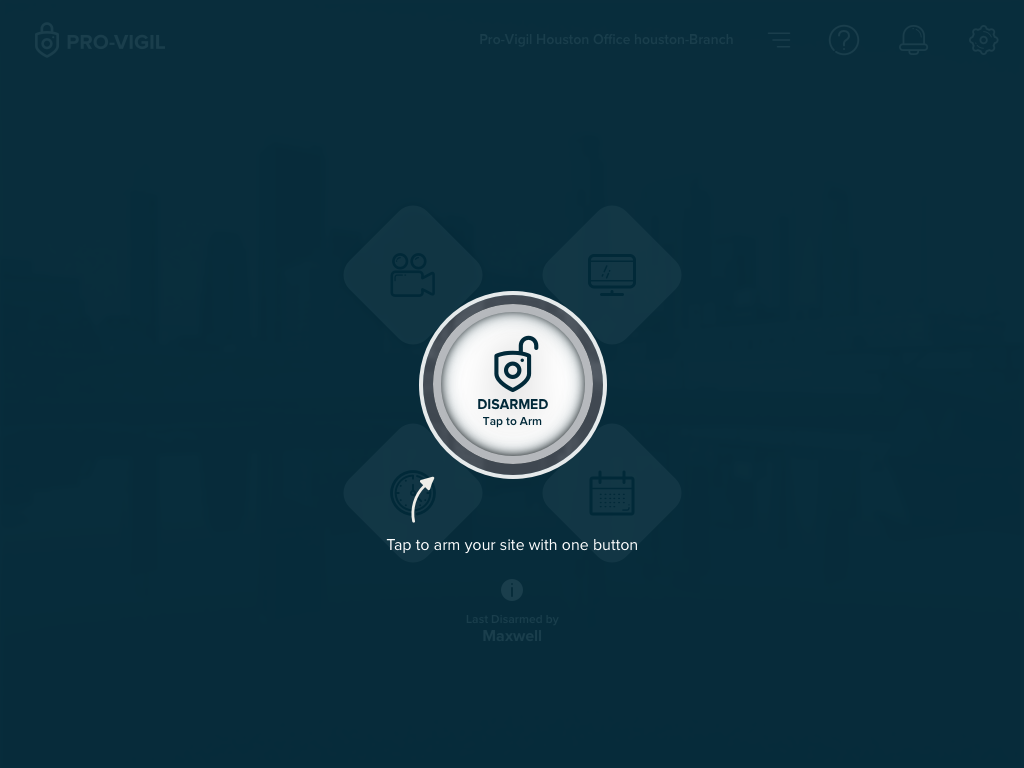 PRO-VIGIL
Pro-Vigil Houston Office houston-Branch
DISARMED
Tap to Arm
Tap to arm your site with one button
Last Disarmed by
Maxwell